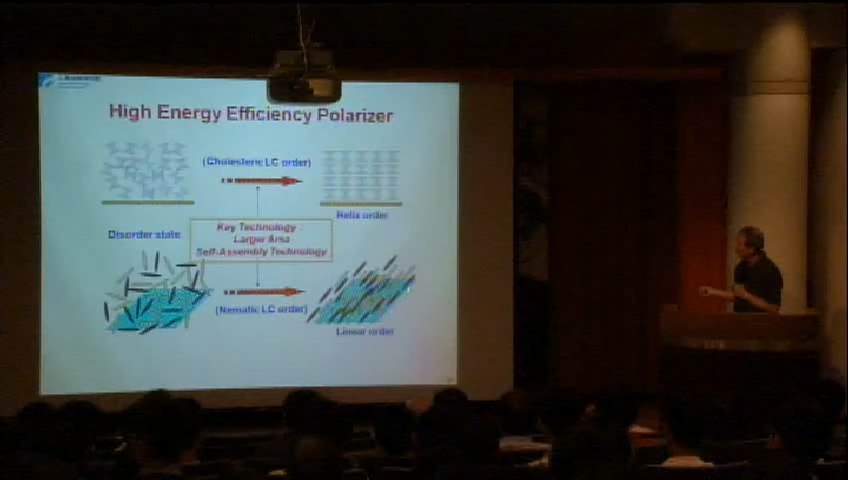 High Energy Efficiency Polarizer
(Cholesteric LC order)
Helix order
Disorder state
Key Technology
Larger Area
Self-Assembly Technology
(Nematic LC order)
Linear order